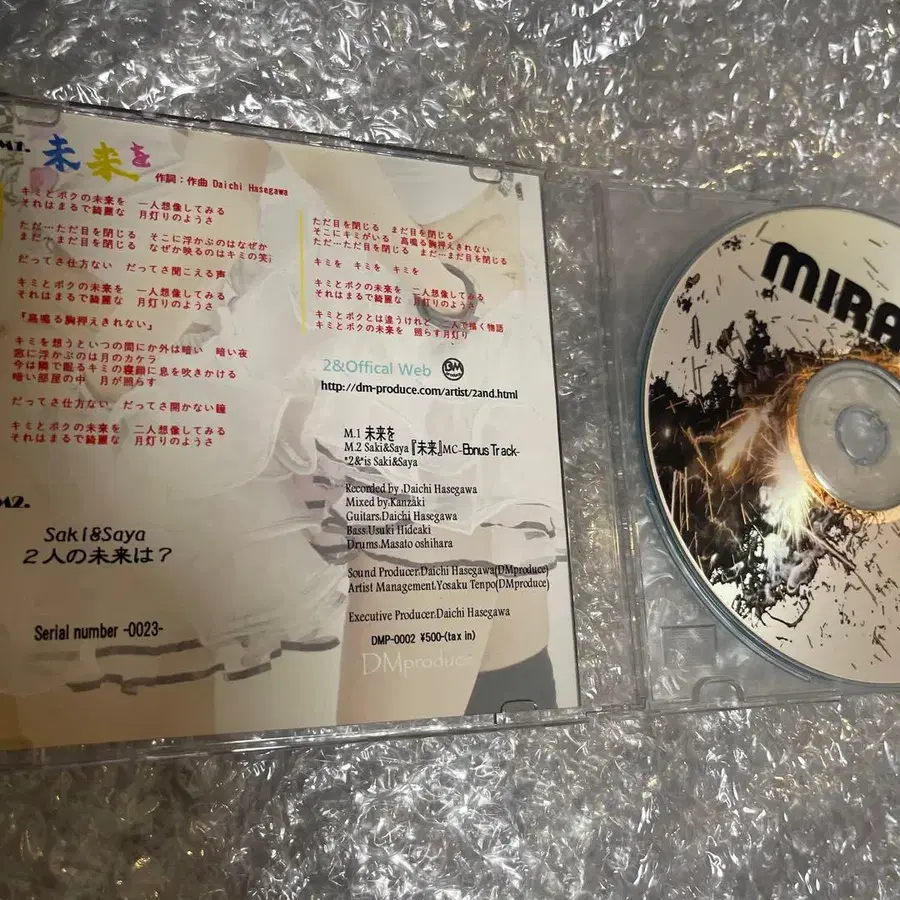 M1. 未来を
作詞：作曲 Daichi Hasegawa
キミとボクの未来を　一人想像してみる
それはまるで綺麗な　月灯りのようさ
ただ…ただ目を閉じる　そこに浮かぶのはなぜか
まだ…まだ目を閉じる　なぜか映るのはキミの笑
だってさ仕方ない　だってさ聞こえる声
キミとボクの未来を　一人想像してみる
それはまるで綺麗な　月灯りのようさ
『高鳴る胸押えきれない』
キミを想うといつの間にか外は暗い　暗い夜
窓に浮かぶのは月のカケラ
今は隣で眠るキミの寝顔に息を吹きかける
暗い部屋の中　月が照らす
だってさ仕方ない　だってさ開かない瞳
キミとボクの未来を　二人想像してみる
それはまるで綺麗な　月灯りのようさ
ただ目を閉じる　まだ目を閉じる
そこにキミがいる　高鳴る胸押えきれない
ただ…ただ目を閉じる　まだ…まだ目を閉じる
キミを　キミを　キミを
キミとボクの未来を　二人想像してみる
それはまるで綺麗な　月灯りのようさ
キミとボクとは違うけれど　二人で描く物語
キミとボクの未来を　照らす月灯り
2&Offical Web
http://dm-produce.com/artist/2and.html
M.1 未来を
M.2 Saki&Saya『未来』MC-Ebnus Track-
"2&"is Saki&Saya
Recorded by :Daichi Hasegawa
Mixed by:Kanzaki
Guitars:Daichi Hasegawa
Bass:Usuki Hideaki
Drums:Masato oshihara
Sound Producer:Daichi Hasegawa(DMproduce)
Artist Management:Yosaku Tenpo(DMproduce)
Executive Producer:Daichi Hasegawa
DMP-0002 ¥500-(tax in)
DMproduce
M2.
Saki&Saya
２人の未来は？
Serial number -0023-
MIRA